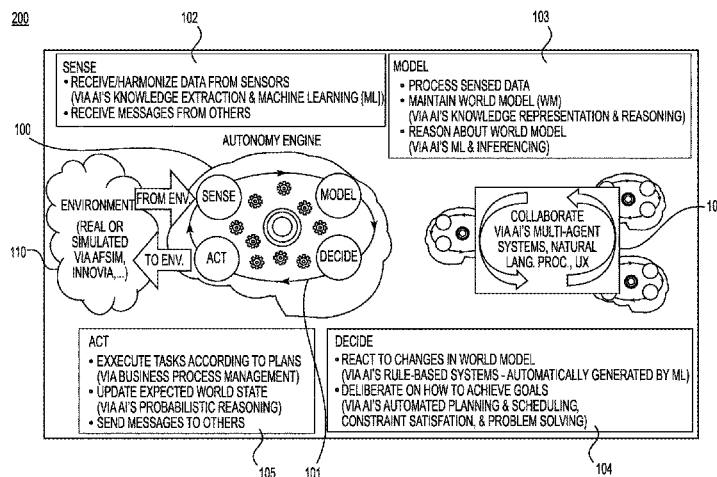 200
102
103
SENSE
• RECEIVE/HARMONIZE DATA FROM SENSORS
(VIA AI'S KNOWLEDGE EXTRACTION & MACHINE LEARNING [ML])
• RECEIVE MESSAGES FROM OTHERS
MODEL
• PROCESS SENSED DATA
• MAINTAIN WORLD MODEL (WM)
(VIA AI'S KNOWLEDGE REPRESENTATION & REASONING)
• REASON ABOUT WORLD MODEL
(VIA AI'S ML & INFERENCING)
100
AUTONOMY ENGINE
ENVIRONMENT
(REAL OR
SIMULATED
VIA AFSIM,
INNOVIA,...)
FROM ENV.
TO ENV.
SENSE
MODEL
ACT
DECIDE
110
COLLABORATE
VIA AI'S MULTI-AGENT
SYSTEMS, NATURAL
LANG. PROC., UX
10
ACT
• EXXECUTE TASKS ACCORDING TO PLANS
(VIA BUSINESS PROCESS MANAGEMENT)
• UPDATE EXPECTED WORLD STATE
(VIA AI'S PROBABILISTIC REASONING)
• SEND MESSAGES TO OTHERS
DECIDE
• REACT TO CHANGES IN WORLD MODEL
(VIA AI'S RULE-BASED SYSTEMS - AUTOMATICALLY GENERATED BY ML)
• DELIBERATE ON HOW TO ACHIEVE GOALS
(VIA AI'S AUTOMATED PLANNING & SCHEDULING,
CONSTRAINT SATISFATION, & PROBLEM SOLVING)
105
101
104